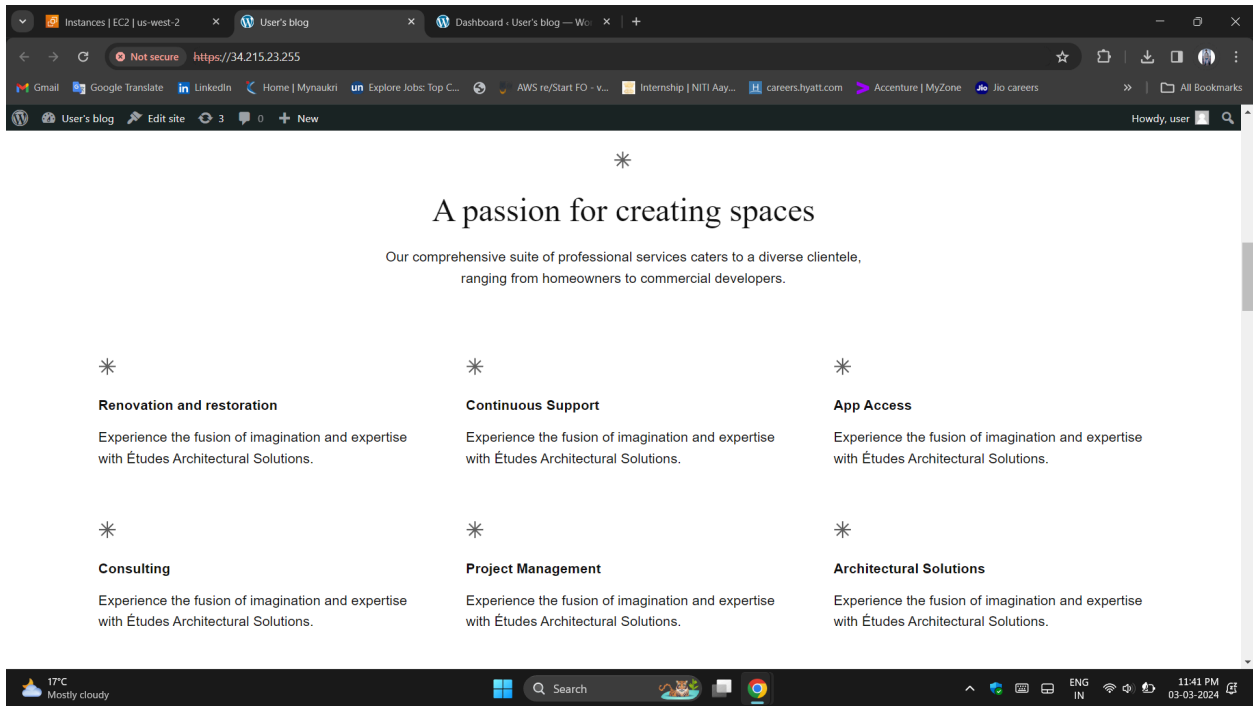 Instances | EC2 | us-west-2
User's blog
Dashboard ‹ User's blog — Wo
Not secure https://34.215.23.255
Gmail Google Translate LinkedIn Home | Mynaukri un Explore Jobs: Top C... AWS re/Start FO - v... Internship | NITI Aay... H careers.hyatt.com Accenture | MyZone Jio Jio careers » All Bookmarks
User's blog Edit site 3 0 New Howdy, user
A passion for creating spaces
Our comprehensive suite of professional services caters to a diverse clientele,
ranging from homeowners to commercial developers.
Renovation and restoration
Experience the fusion of imagination and expertise
with Études Architectural Solutions.
Continuous Support
Experience the fusion of imagination and expertise
with Études Architectural Solutions.
App Access
Experience the fusion of imagination and expertise
with Études Architectural Solutions.
Consulting
Experience the fusion of imagination and expertise
with Études Architectural Solutions.
Project Management
Experience the fusion of imagination and expertise
with Études Architectural Solutions.
Architectural Solutions
Experience the fusion of imagination and expertise
with Études Architectural Solutions.
17°C
Mostly cloudy
Search
ENG
IN
11:41 PM
03-03-2024